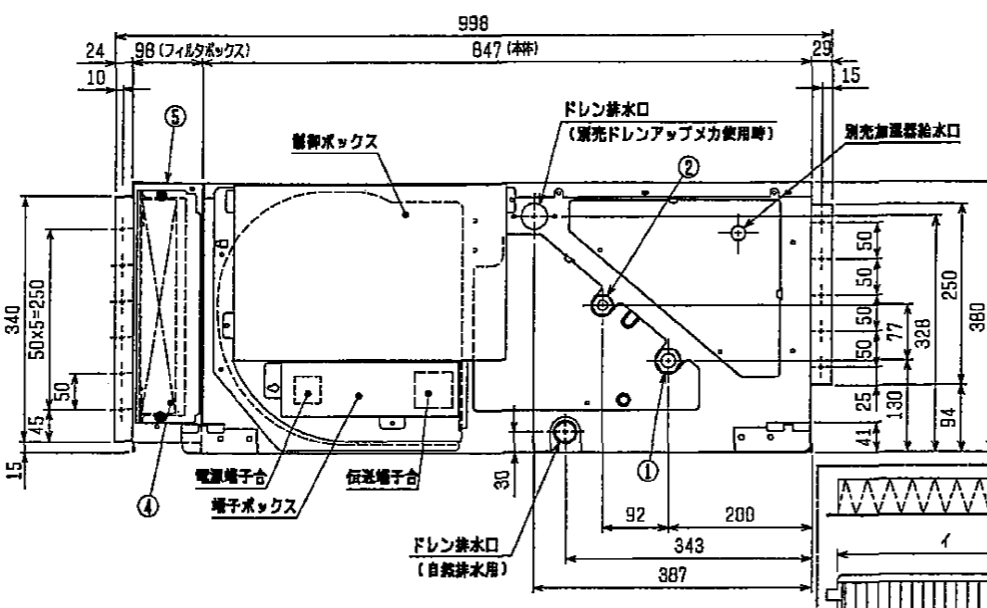 998
24
98 (フィルタボックス)
847 (本体)
29
10
15
⑤
制御ボックス
ドレン排水口
(別売ドレンアップメカ使用時)
別売加湿器給水口
②
340
50x5=250
50
45
15
50
50
50
50
25
41
77
130
328
250
94
380
電源端子台
伝送端子台
端子ボックス
④
①
30
92
200
343
387
ドレン排水口
(自然排水用)
イ